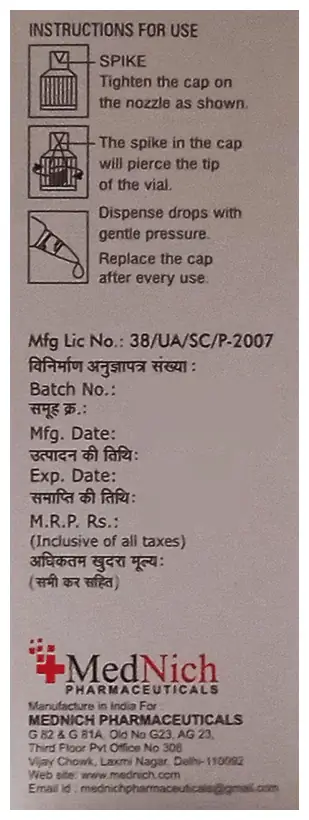 INSTRUCTIONS FOR USE
SPIKE
Tighten the cap on
the nozzle as shown.
The spike in the cap
will pierce the tip
of the vial.
Dispense drops with
gentle pressure.
Replace the cap
after every use.
Mfg Lic No.: 38/UA/SC/P-2007
विनिर्माण अनुज्ञापत्र संख्या :
Batch No.:
समूह क्र.:
Mfg. Date:
उत्पादन की तिथि:
Exp. Date:
समाप्ति की तिथि:
M.R.P. Rs.:
(Inclusive of all taxes)
अधिकतम खुदरा मूल्य:
(सभी कर सहित)
MedNich
PHARMACEUTICALS
Manufacture in India For
MEDNICH PHARMACEUTICALS
G 82 & G 81A, Old No G23, AG 23,
Third Floor Pvt Office No 308
Vijay Chowk, Laxmi Nagar, Delhi-110092
Web site: www.mednich.com
Email id : mednichpharmaceuticals@gmail.com